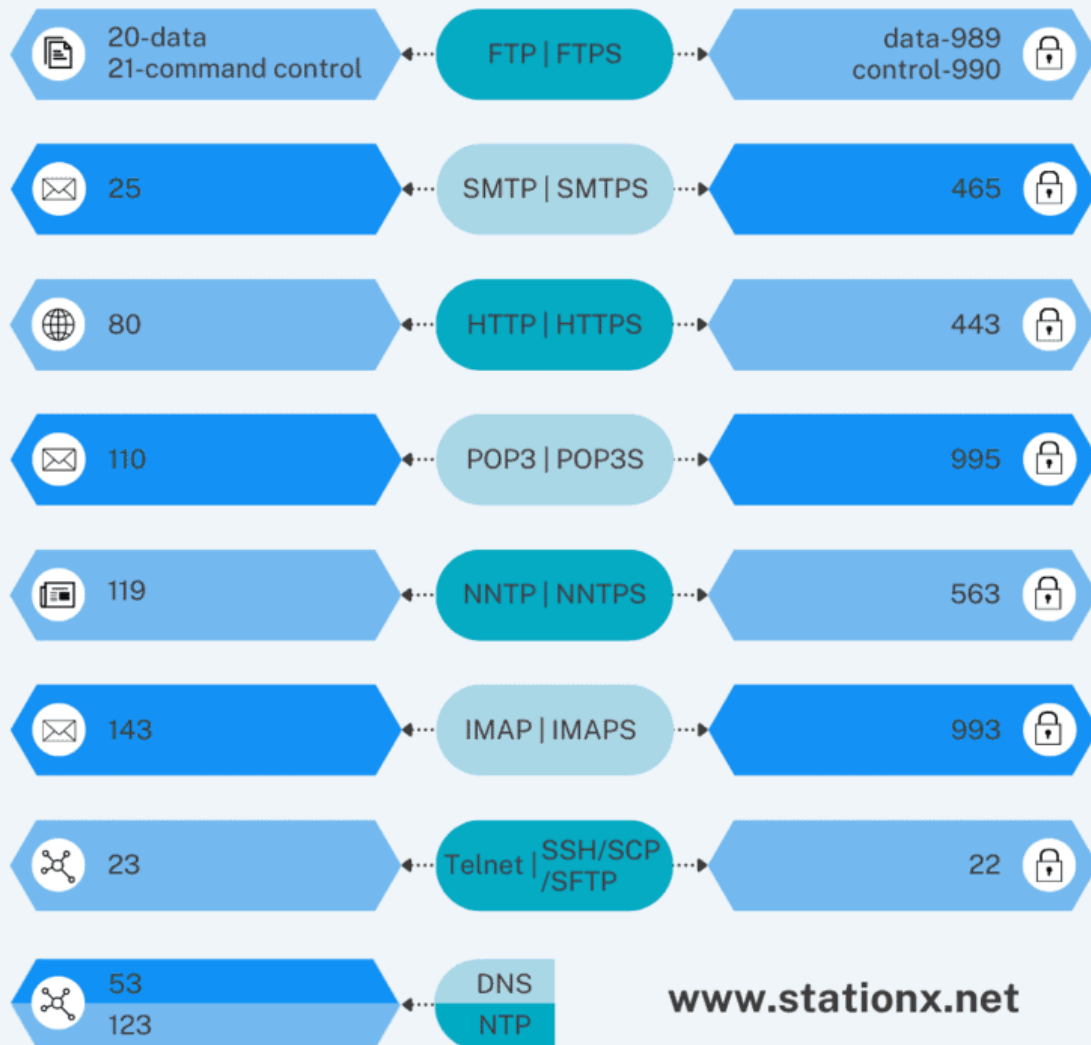 20-data
21-command control
FTP | FTPS
data-989
control-990
25
SMTP | SMTPS
465
80
HTTP | HTTPS
443
110
POP3 | POP3S
995
119
NNTP | NNTPS
563
143
IMAP | IMAPS
993
23
Telnet | SSH/SCP
/SFTP
22
53
DNS
123
NTP
www.stationx.net